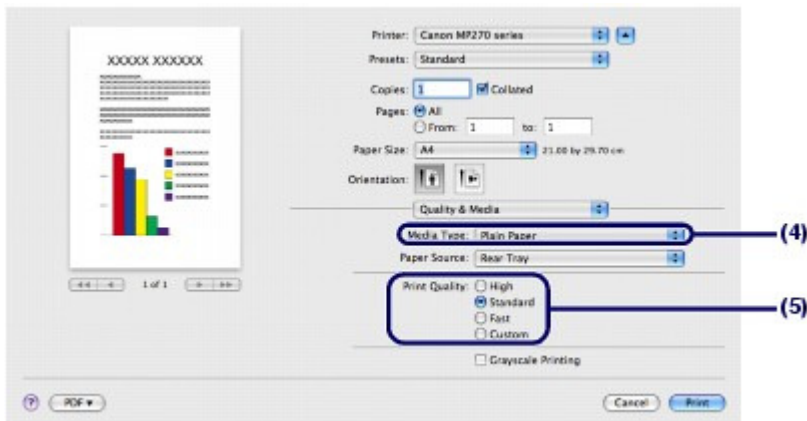 XXXXX XXXXXX
1 of 1
Printer: Canon MP270 series
Presets: Standard
Copies: 1 Collated
Pages: All
From: 1 to: 1
Paper Size: A4 21.00 by 29.70 cm
Orientation:
Quality & Media
Media Type: Plain Paper
(4)
Paper Source: Rear Tray
Print Quality: High
Standard
(5)
Fast
Custom
Grayscale Printing
? PDF ▾ Cancel Print